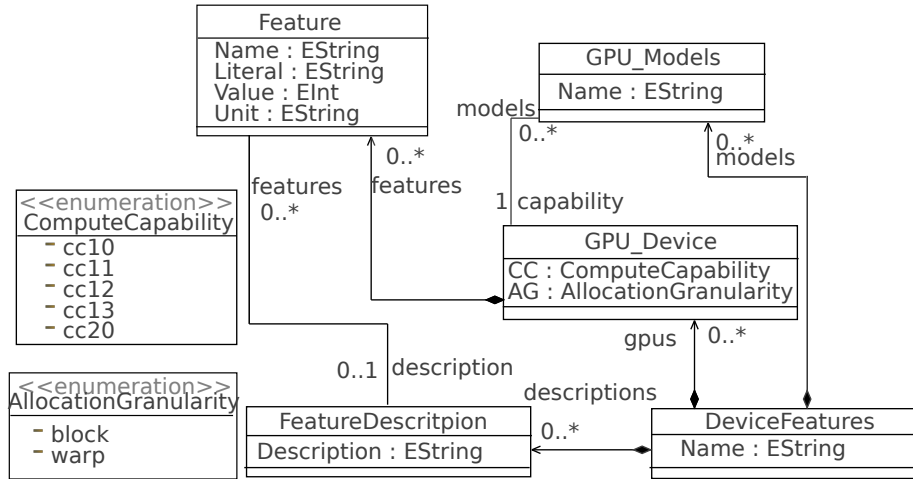 Feature
Name : EString
Literal : EString
Value : EInt
Unit : EString
GPU_Models
Name : EString
models
0..*
0..*
models
0..*
features
features
0..*
1 capability
<<enumeration>>
ComputeCapability
- cc10
- cc11
- cc12
- cc13
- cc20
GPU_Device
CC : ComputeCapability
AG : AllocationGranularity
gpus
0..*
0..1
description
<<enumeration>>
AllocationGranularity
- block
- warp
descriptions
0..*
FeatureDescritpion
Description : EString
DeviceFeatures
Name : EString